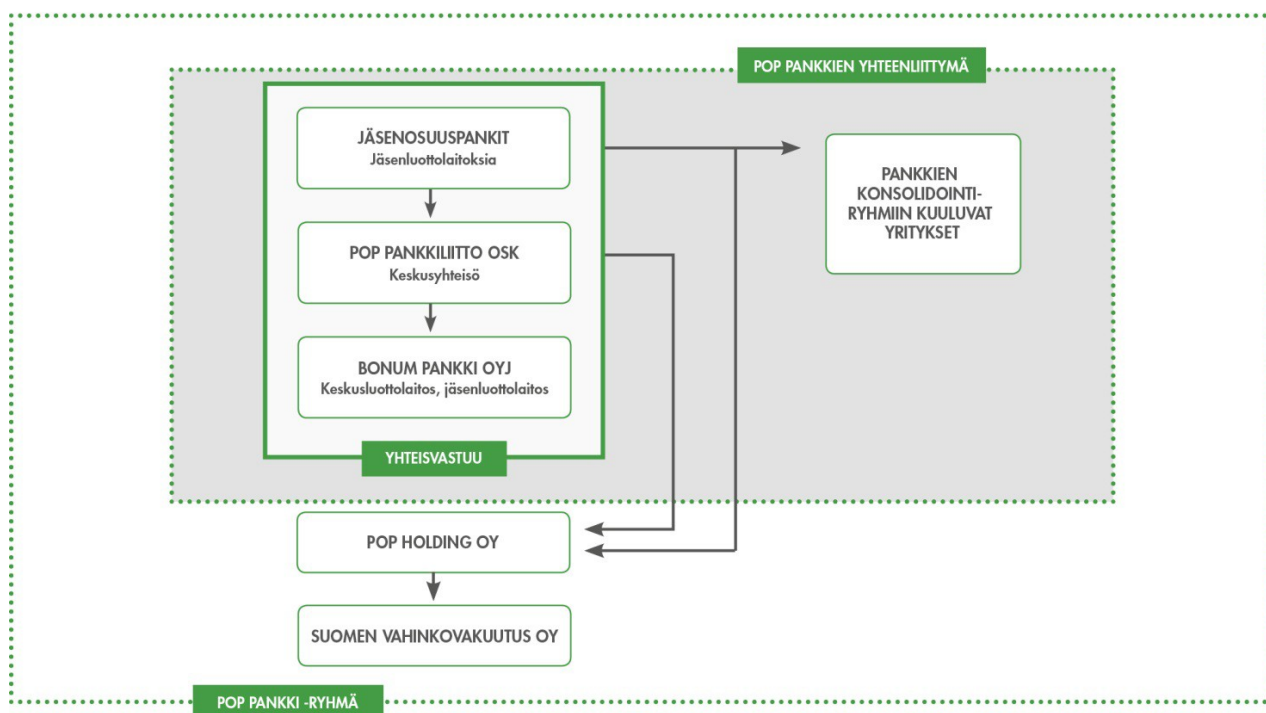 POP PANKKIEN YHTEENLIITTYMÄ
JÄSENOSUUSPANKIT
Jäsenluottolaitoksia
PANKKIEN
KONSOLIDOINTI-
RYHMIIN KUULUVAT
YRITYKSET
POP PANKKILIITTO OSK
Keskusyhteisö
BONUM PANKKI OYJ
Keskusluottolaitos, jäsenluottolaitos
YHTEISVASTUU
POP HOLDING OY
SUOMEN VAHINKOVAKUUTUS OY
POP PANKKI -RYHMÄ